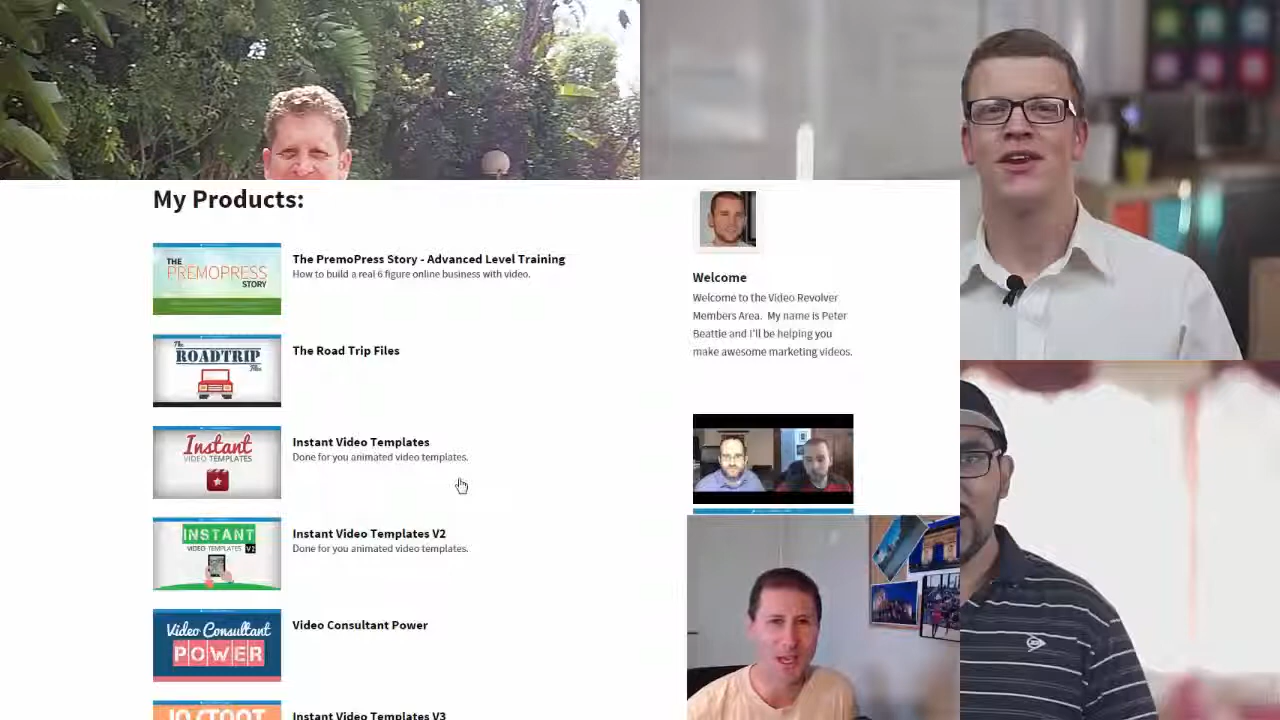 My Products:
THE
PREMOPRESS
STORY
The PremoPress Story - Advanced Level Training
How to build a real 6 figure online business with video.
The
ROADTRIP
Files
The Road Trip Files
Instant
VIDEO TEMPLATES
Instant Video Templates
Done for you animated video templates.
INSTANT
VIDEO TEMPLATES V2
Instant Video Templates V2
Done for you animated video templates.
Video Consultant
POWER
Video Consultant Power
Instant Video Templates V3
Welcome
Welcome to the Video Revolver
Members Area. My name is Peter
Beattie and I'll be helping you
make awesome marketing videos.